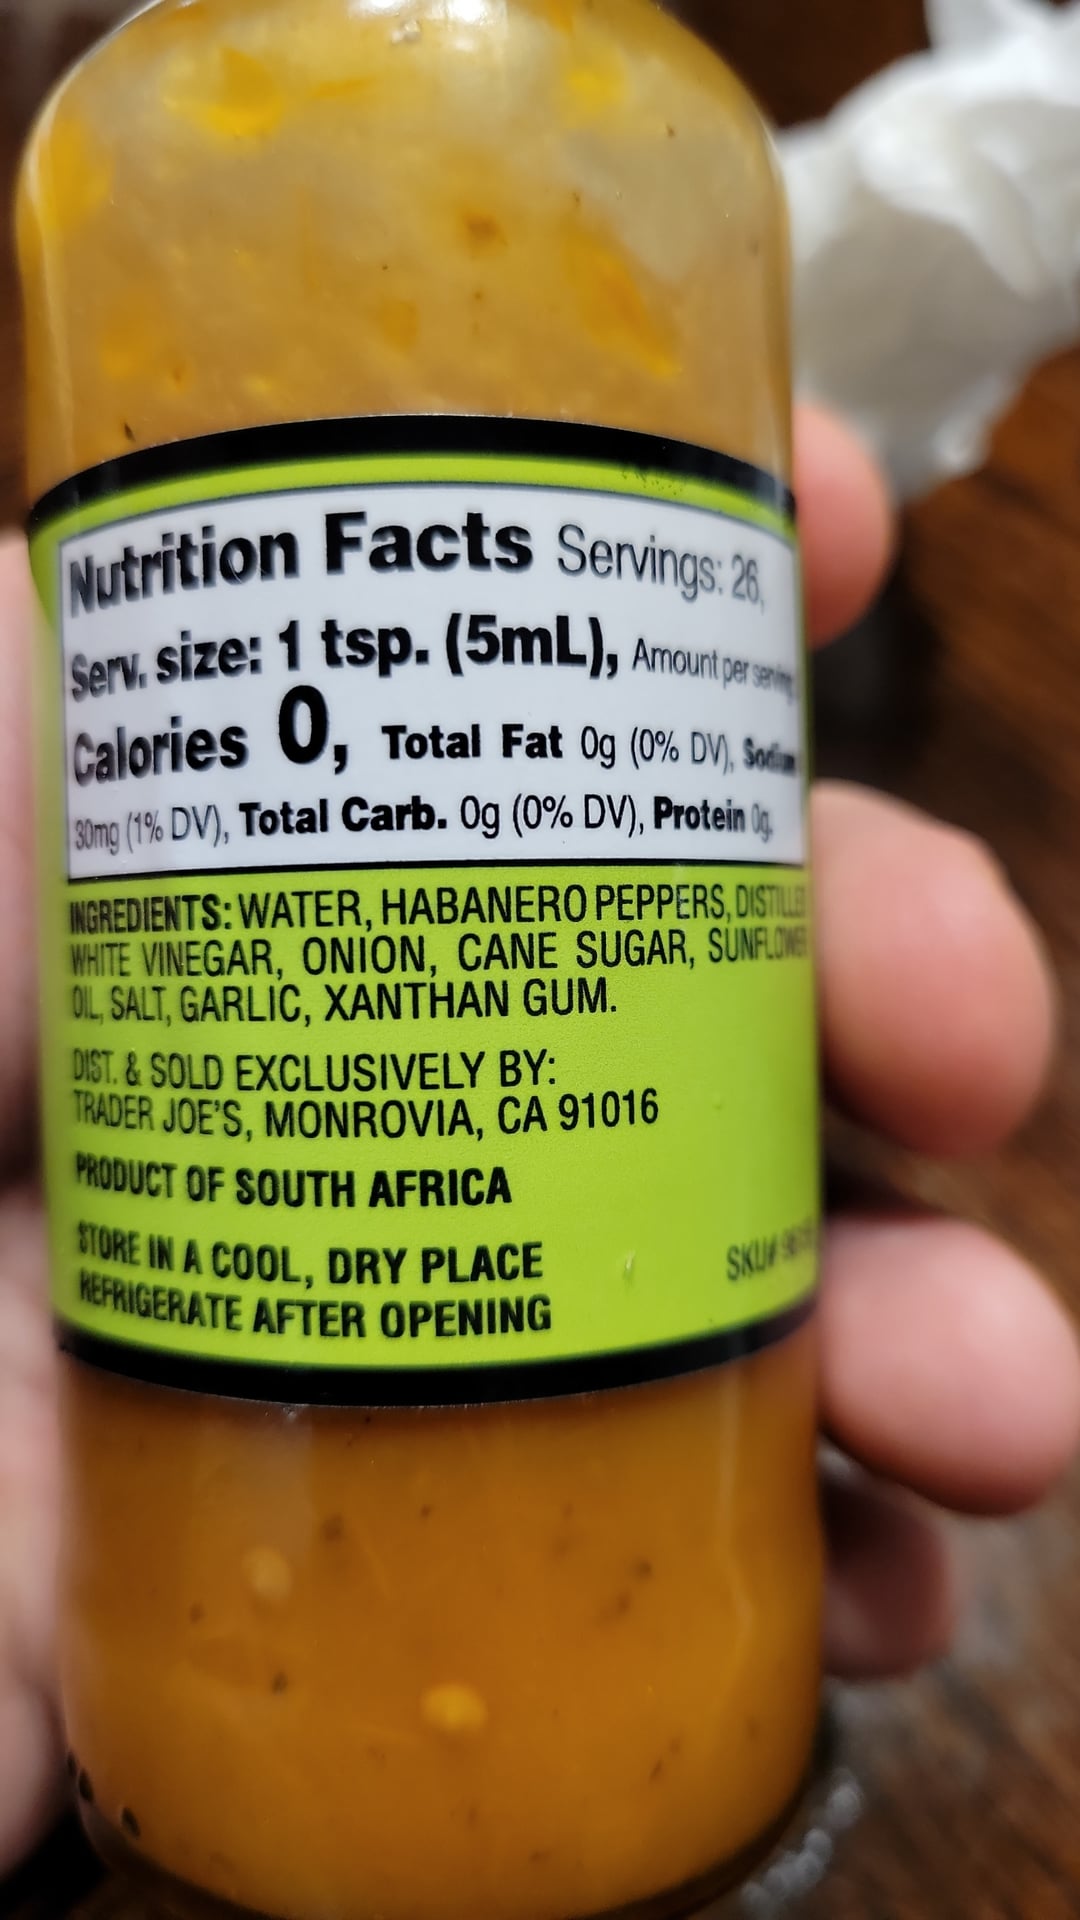 Nutrition Facts Servings: 26,
Serv. size: 1 tsp. (5mL), Amount per serving:
Calories 0, Total Fat 0g (0% DV), Sodium
30mg (1% DV), Total Carb. 0g (0% DV), Protein 0g.
INGREDIENTS: WATER, HABANERO PEPPERS, DISTILLED
WHITE VINEGAR, ONION, CANE SUGAR, SUNFLOWER
OIL, SALT, GARLIC, XANTHAN GUM.
DIST. & SOLD EXCLUSIVELY BY:
TRADER JOE'S, MONROVIA, CA 91016
PRODUCT OF SOUTH AFRICA
STORE IN A COOL, DRY PLACE
REFRIGERATE AFTER OPENING
SKU#